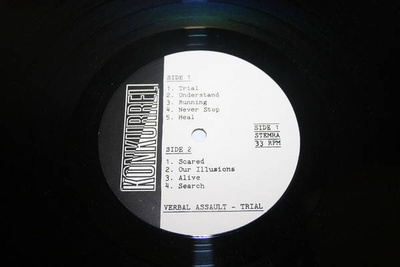 KONKURREL
SIDE 1
1. Trial
2. Understand
3. Running
4. Never Stop
5. Heal
SIDE 1
STEMRA
33 RPM
SIDE 2
1. Scared
2. Our Illusions
3. Alive
4. Search
VERBAL ASSAULT - TRIAL